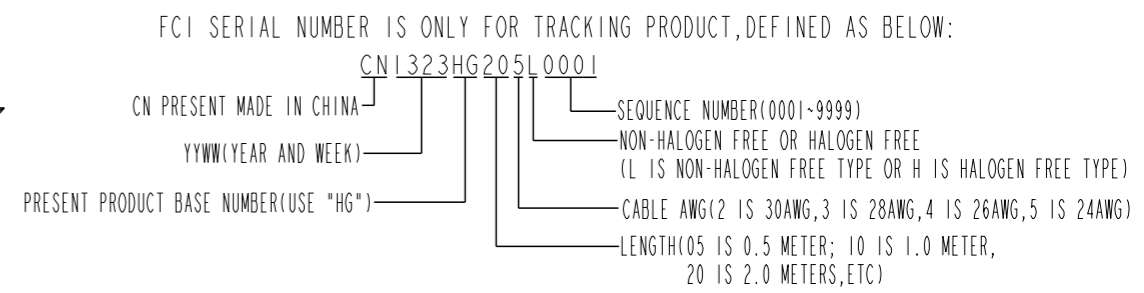 FCI SERIAL NUMBER IS ONLY FOR TRACKING PRODUCT,DEFINED AS BELOW:
CN1323HG205L0001
CN PRESENT MADE IN CHINA
SEQUENCE NUMBER(0001~9999)
NON-HALOGEN FREE OR HALOGEN FREE
YYWW(YEAR AND WEEK)
(L IS NON-HALOGEN FREE TYPE OR H IS HALOGEN FREE TYPE)
PRESENT PRODUCT BASE NUMBER(USE "HG")
CABLE AWG(2 IS 30AWG,3 IS 28AWG,4 IS 26AWG,5 IS 24AWG)
LENGTH(05 IS 0.5 METER; 10 IS 1.0 METER,
20 IS 2.0 METERS,ETC)